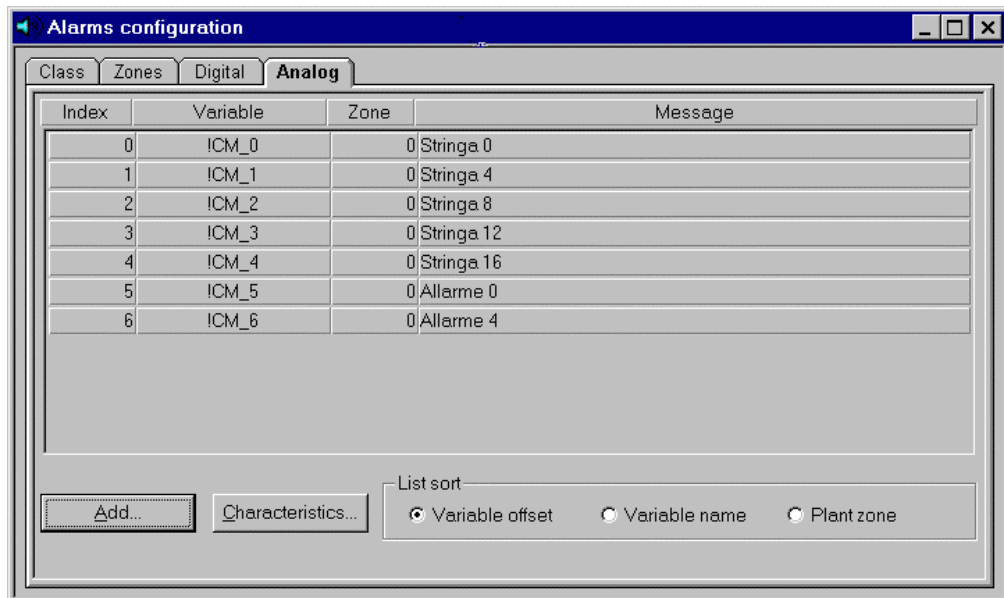 Alarms configuration
Class Zones Digital Analog
Index Variable Zone Message
0 !CM_0 0 Stringa 0
1 !CM_1 0 Stringa 4
2 !CM_2 0 Stringa 8
3 !CM_3 0 Stringa 12
4 !CM_4 0 Stringa 16
5 !CM_5 0 Allarme 0
6 !CM_6 0 Allarme 4
List sort
Add... Characteristics... Variable offset Variable name Plant zone